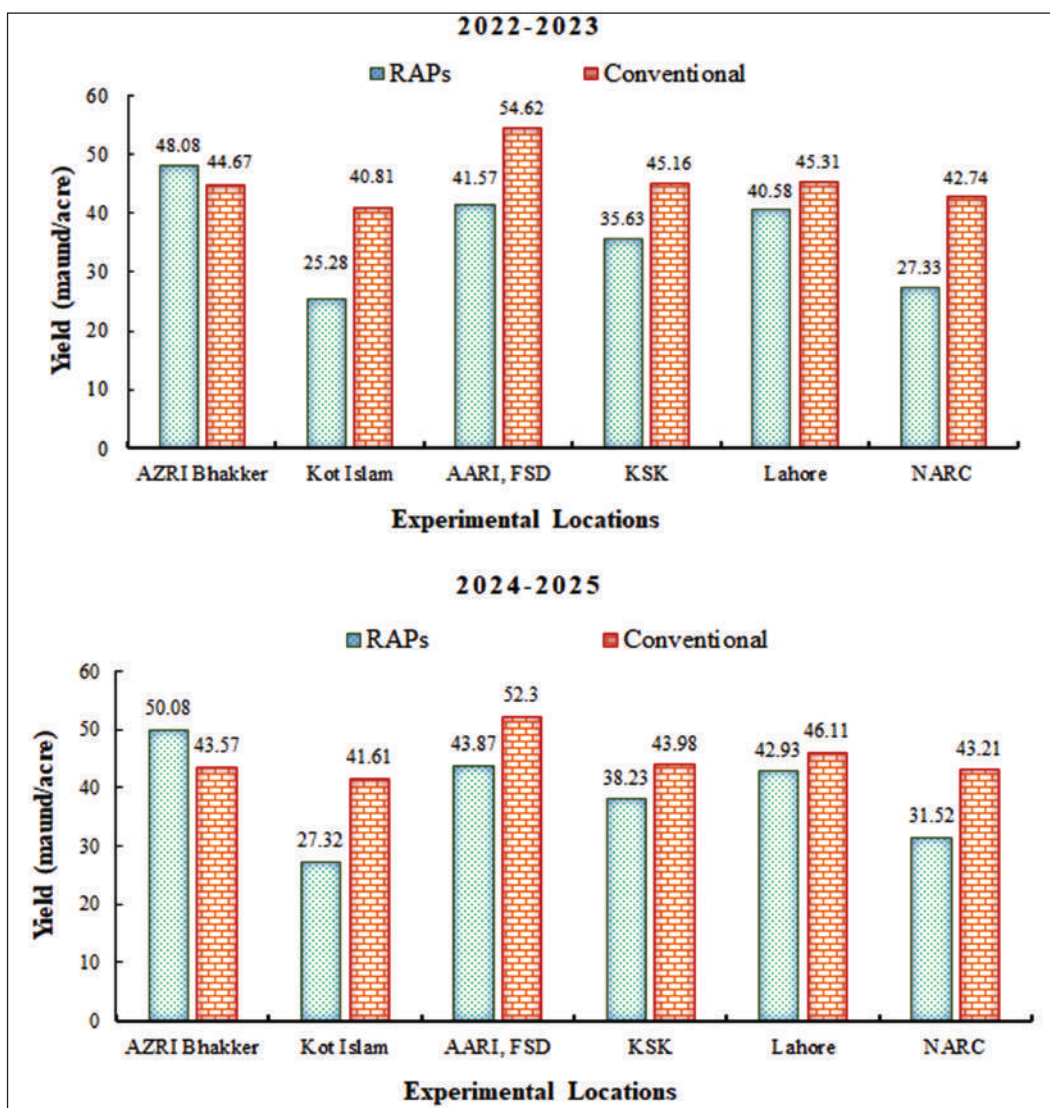 2022-2023
RAPs Conventional
Yield (maund/acre)
60
50
40
30
20
10
0
48.08 44.67 25.28 40.81 41.57 54.62 35.63 45.16 40.58 45.31 27.33 42.74
AZRI Bhakker Kot Islam AARI, FSD KSK Lahore NARC
Experimental Locations
2024-2025
RAPs Conventional
Yield (maund/acre)
60
50
40
30
20
10
0
50.08 43.57 27.32 41.61 43.87 52.3 38.23 43.98 42.93 46.11 31.52 43.21
AZRI Bhakker Kot Islam AARI, FSD KSK Lahore NARC
Experimental Locations